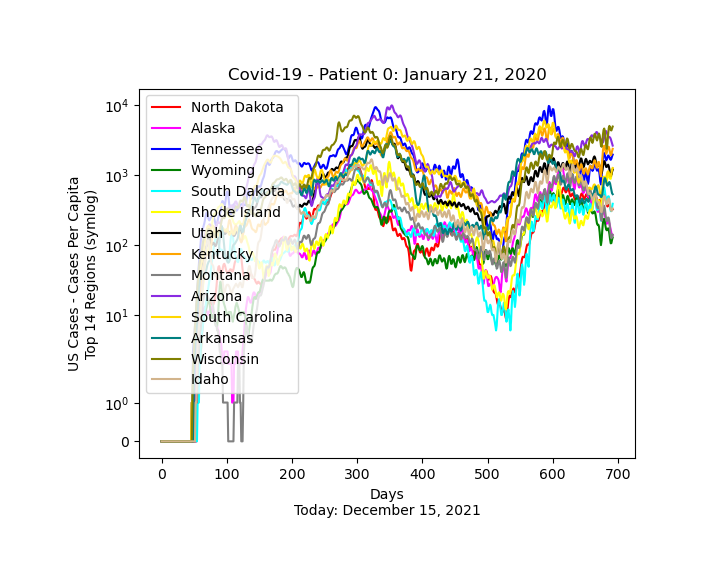 Covid-19 - Patient 0: January 21, 2020
US Cases - Cases Per Capita
Top 14 Regions (symlog)
10^4
10^3
10^2
10^1
10^0
0
North Dakota
Alaska
Tennessee
Wyoming
South Dakota
Rhode Island
Utah
Kentucky
Montana
Arizona
South Carolina
Arkansas
Wisconsin
Idaho
0 100 200 300 400 500 600 700
Days
Today: December 15, 2021